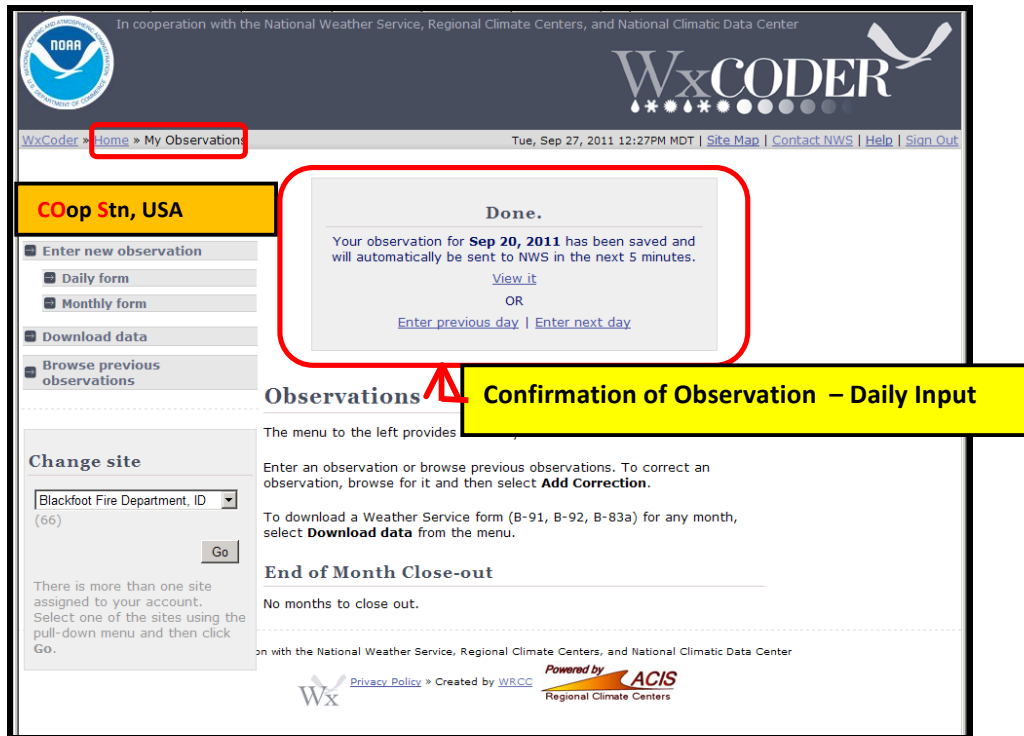 In cooperation with the National Weather Service, Regional Climate Centers, and National Climatic Data Center
NOAA
NATIONAL OCEANIC AND ATMOSPHERIC ADMINISTRATION
U.S. DEPARTMENT OF COMMERCE
WxCODER
WxCoder » Home » My Observations
Tue, Sep 27, 2011 12:27PM MDT | Site Map | Contact NWS | Help | Sign Out
COop Stn, USA
Enter new observation
Daily form
Monthly form
Download data
Browse previous
observations
Change site
Blackfoot Fire Department, ID
(66)
Go
There is more than one site
assigned to your account.
Select one of the sites using the
pull-down menu and then click
Go.
Done.
Your observation for Sep 20, 2011 has been saved and
will automatically be sent to NWS in the next 5 minutes.
View it
OR
Enter previous day | Enter next day
Confirmation of Observation – Daily Input
Observations
The menu to the left provides
Enter an observation or browse previous observations. To correct an
observation, browse for it and then select Add Correction.
To download a Weather Service form (B-91, B-92, B-83a) for any month,
select Download data from the menu.
End of Month Close-out
No months to close out.
on with the National Weather Service, Regional Climate Centers, and National Climatic Data Center
Wx
Privacy Policy » Created by WRCC
Powered by
ACIS
Regional Climate Centers